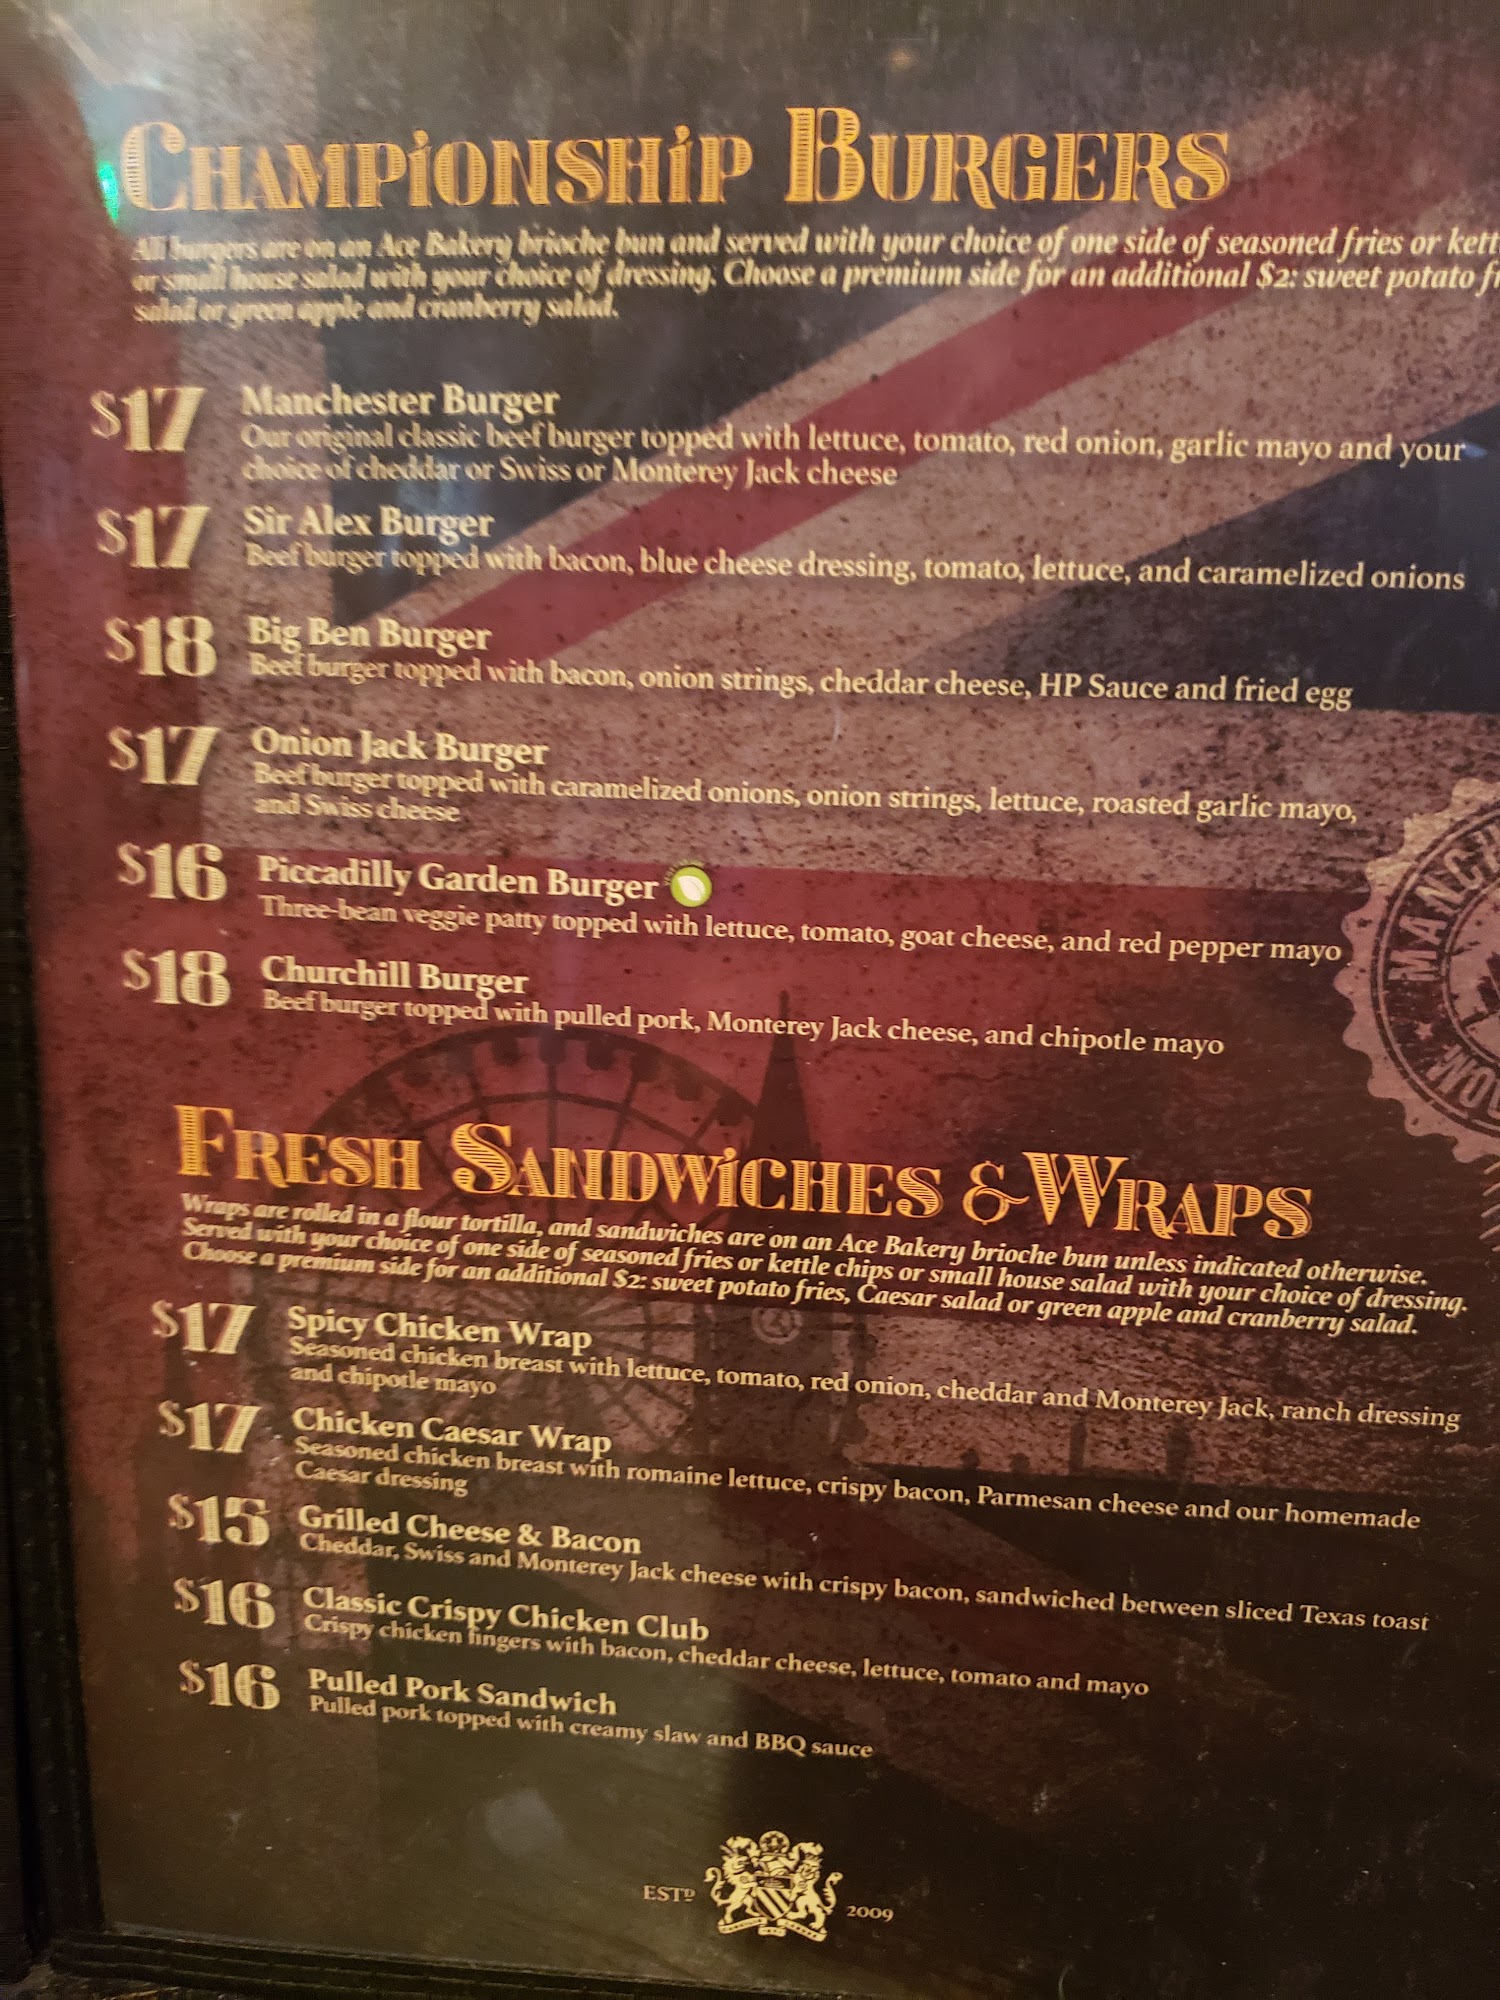 CHAMPiONSHiP BURGERS
All burgers are on an Ace Bakery brioche bun and served with your choice of one side of seasoned fries or
or small house salad with your choice of dressing. Choose a premium side for an additional $2: sweet potato
salad or green apple and cranberry salad.
$17 Manchester Burger
Our original classic beef burger topped with lettuce, tomato, red onion, garlic mayo and your
choice of cheddar or Swiss or Monterey Jack cheese
$17 Sir Alex Burger
Beef burger topped with bacon, blue cheese dressing, tomato, lettuce, and caramelized onions
$18 Big Ben Burger
Beef burger topped with bacon, onion strings, cheddar cheese, HP Sauce and fried egg
$17 Onion Jack Burger
Beef burger topped with caramelized onions, onion strings, lettuce, roasted garlic mayo,
and Swiss cheese
$16 Piccadilly Garden Burger
Three-bean veggie patty topped with lettuce, tomato, goat cheese, and red pepper mayo
$18 Churchill Burger
Beef burger topped with pulled pork, Monterey Jack cheese, and chipotle mayo
FRESH SANDWiCHES & WRAPS
Wraps are rolled in a flour tortilla, and sandwiches are on an Ace Bakery brioche bun unless indicated otherwise.
Served with your choice of one side of seasoned fries or kettle chips or small house salad with your choice of dressing.
Choose a premium side for an additional $2: sweet potato fries, Caesar salad or green apple and cranberry salad.
$17 Spicy Chicken Wrap
Seasoned chicken breast with lettuce, tomato, red onion, cheddar and Monterey Jack, ranch dressing
and chipotle mayo
$17 Chicken Caesar Wrap
Seasoned chicken breast with romaine lettuce, crispy bacon, Parmesan cheese and our homemade
Caesar dressing
$15 Grilled Cheese & Bacon
Cheddar, Swiss and Monterey Jack cheese with crispy bacon, sandwiched between sliced Texas toast
$16 Classic Crispy Chicken Club
Crispy chicken fingers with bacon, cheddar cheese, lettuce, tomato and mayo
$16 Pulled Pork Sandwich
Pulled pork topped with creamy slaw and BBQ sauce
ESTD 2009